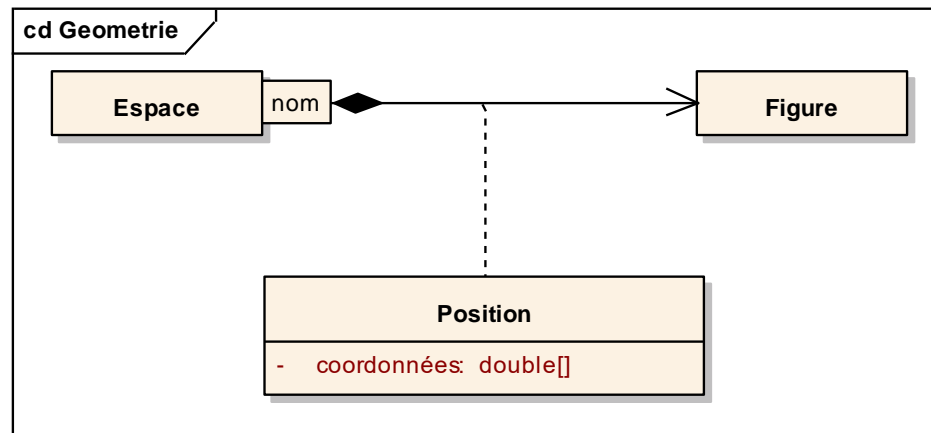 cd Geometrie
Espace
nom
Figure
Position
- coordonnées: double[]